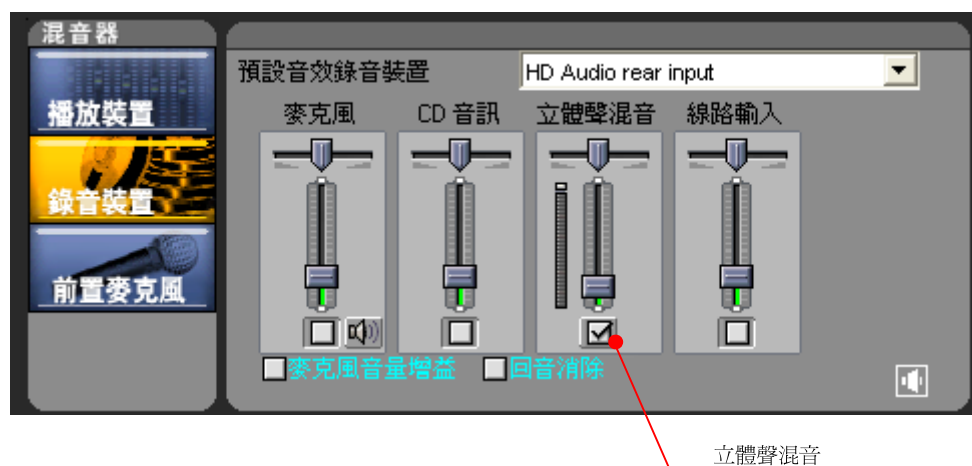 混音器
播放裝置
錄音裝置
前置麥克風
預設音效錄音裝置 HD Audio rear input
麥克風 CD 音訊 立體聲混音 線路輸入
麥克風音量增益 回音消除
立體聲混音